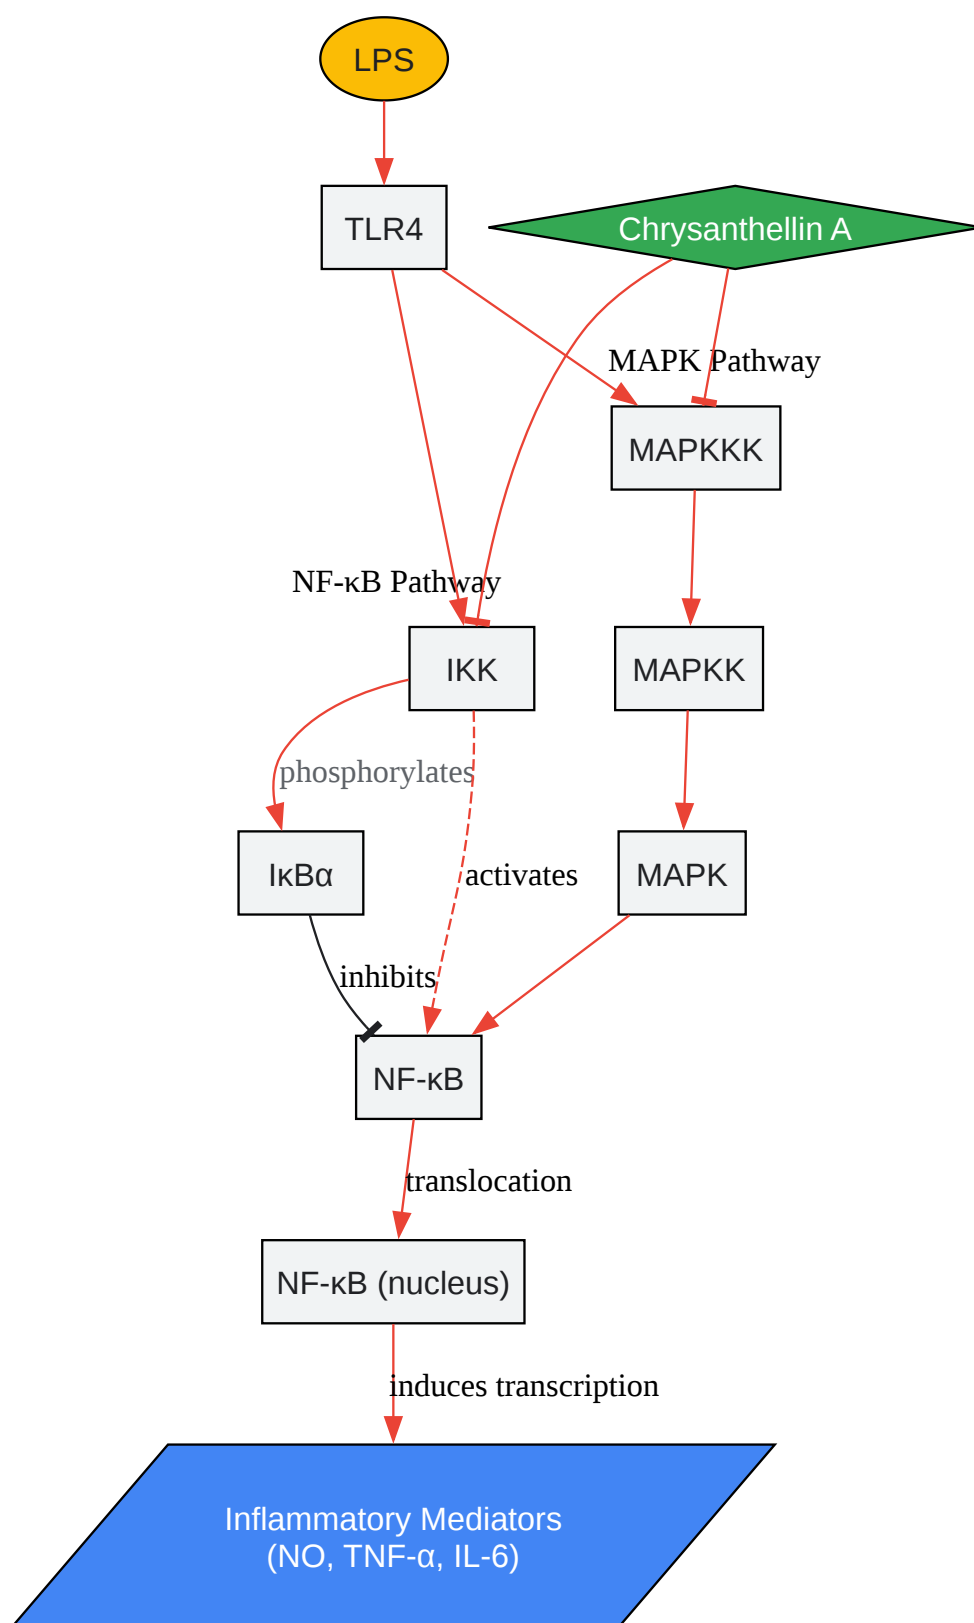 LPS
TLR4
Chrysanthellin A
MAPK Pathway
MAPKKK
NF-κB Pathway
IKK
MAPKK
phosphorylates
IκBα
activates
MAPK
inhibits
NF-κB
translocation
NF-κB (nucleus)
induces transcription
Inflammatory Mediators
(NO, TNF-α, IL-6)